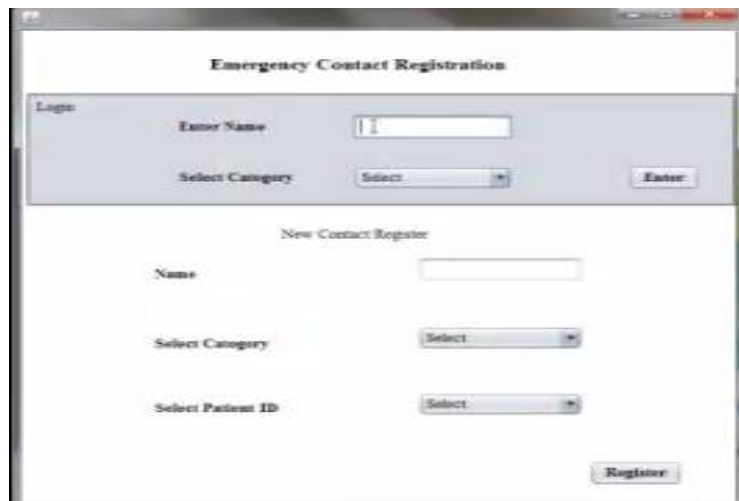 Emergency Contact Registration
Login
Enter Name
Select Category
Select
Enter
New Contact Register
Name
Select Category
Select
Select Patient ID
Select
Register